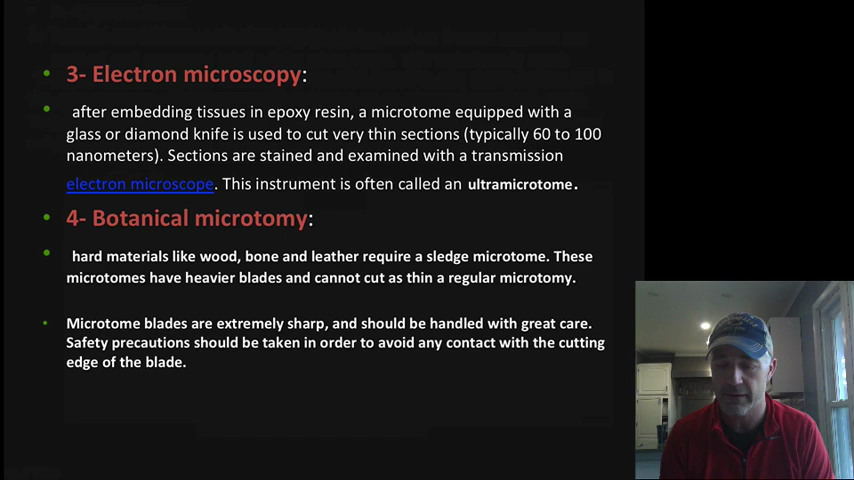 • 3- Electron microscopy:
• after embedding tissues in epoxy resin, a microtome equipped with a
glass or diamond knife is used to cut very thin sections (typically 60 to 100
nanometers). Sections are stained and examined with a transmission
electron microscope. This instrument is often called an ultramicrotome.
• 4- Botanical microtomy:
• hard materials like wood, bone and leather require a sledge microtome. These
microtomes have heavier blades and cannot cut as thin a regular microtomy.
• Microtome blades are extremely sharp, and should be handled with great care.
Safety precautions should be taken in order to avoid any contact with the cutting
edge of the blade.